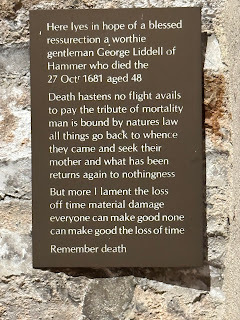 Here lyes in hope of a blessed
ressurection a worthie
gentleman George Liddell of
Hammer who died the
27 Octr 1681 aged 48
Death hastens no flight avails
to pay the tribute of mortality
man is bound by natures law
all things go back to whence
they came and seek their
mother and what has been
returns again to nothingness
But more I lament the loss
off time material damage
everyone can make good none
can make good the loss of time
Remember death